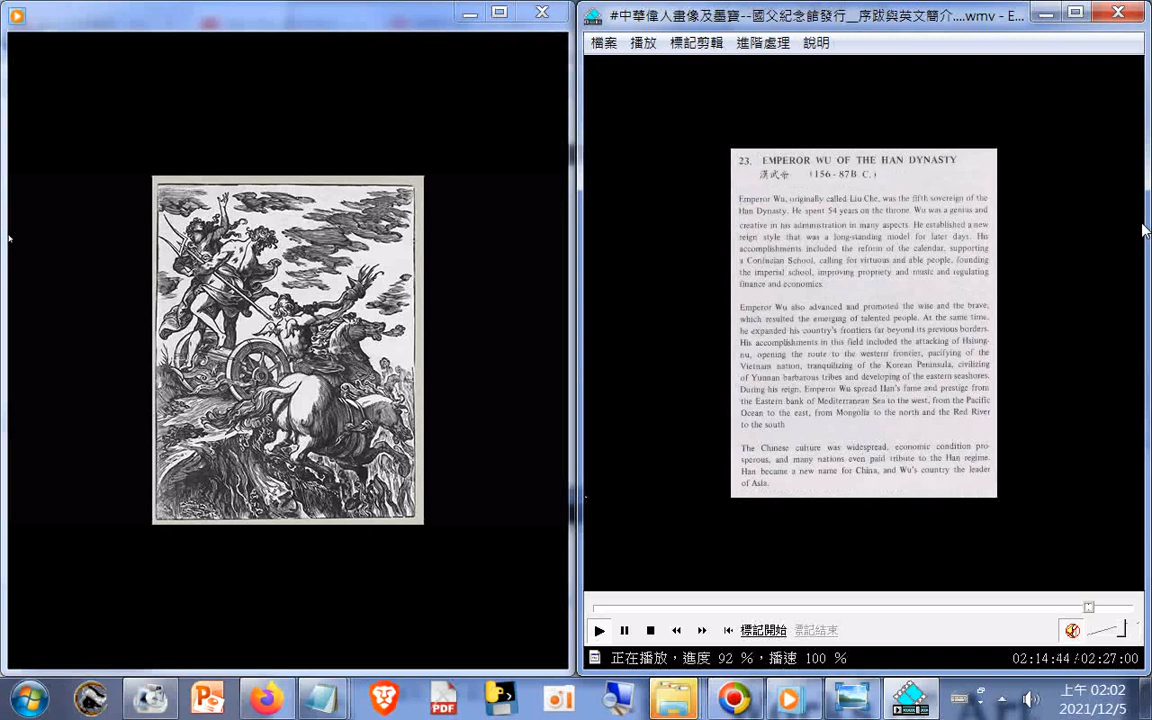 #中華偉人畫像及墨寶--國父紀念館發行__序跋與英文簡介....wmv - E...
檔案 播放 標記剪輯 進階處理 說明
23. EMPEROR WU OF THE HAN DYNASTY
漢武帝 (156-87B C.)
Emperor Wu, originally called Liu Che, was the fifth sovereign of the
Han Dynasty. He spent 54 years on the throne. Wu was a genius and
creative in his administration in many aspects. He established a new
reign style that was a long-standing model for later days. His
accomplishments included the reform of the calendar, supporting
a Confucian School, calling for virtuous and able people, founding
the imperial school, improving propriety and music and regulating
finance and economics.
Emperor Wu also advanced and promoted the wise and the brave,
which resulted the emerging of talented people. At the same time,
he expanded his country's frontiers far beyond its previous borders.
His accomplishments in this field included the attacking of Hsiung-
nu, opening the route to the western frontier, pacifying of the
Vietnam nation, tranquilizing of the Korean Peninsula, civilizing
of Yunnan barbarous tribes and developing of the eastern seashores.
During his reign, Emperor Wu spread Han's fame and prestige from
the Eastern bank of Mediterranean Sea to the west, from the Pacific
Ocean to the east, from Mongolia to the north and the Red River
to the south
The Chinese culture was widespread, economic condition pro-
sperous, and many nations even paid tribute to the Han regime.
Han became a new name for China, and Wu's country the leader
of Asia.
標記開始 標記結束
正在播放，進度 92 %，播速 100 % 02:14:44 / 02:27:00
PDF
上午 02:02
2021/12/5